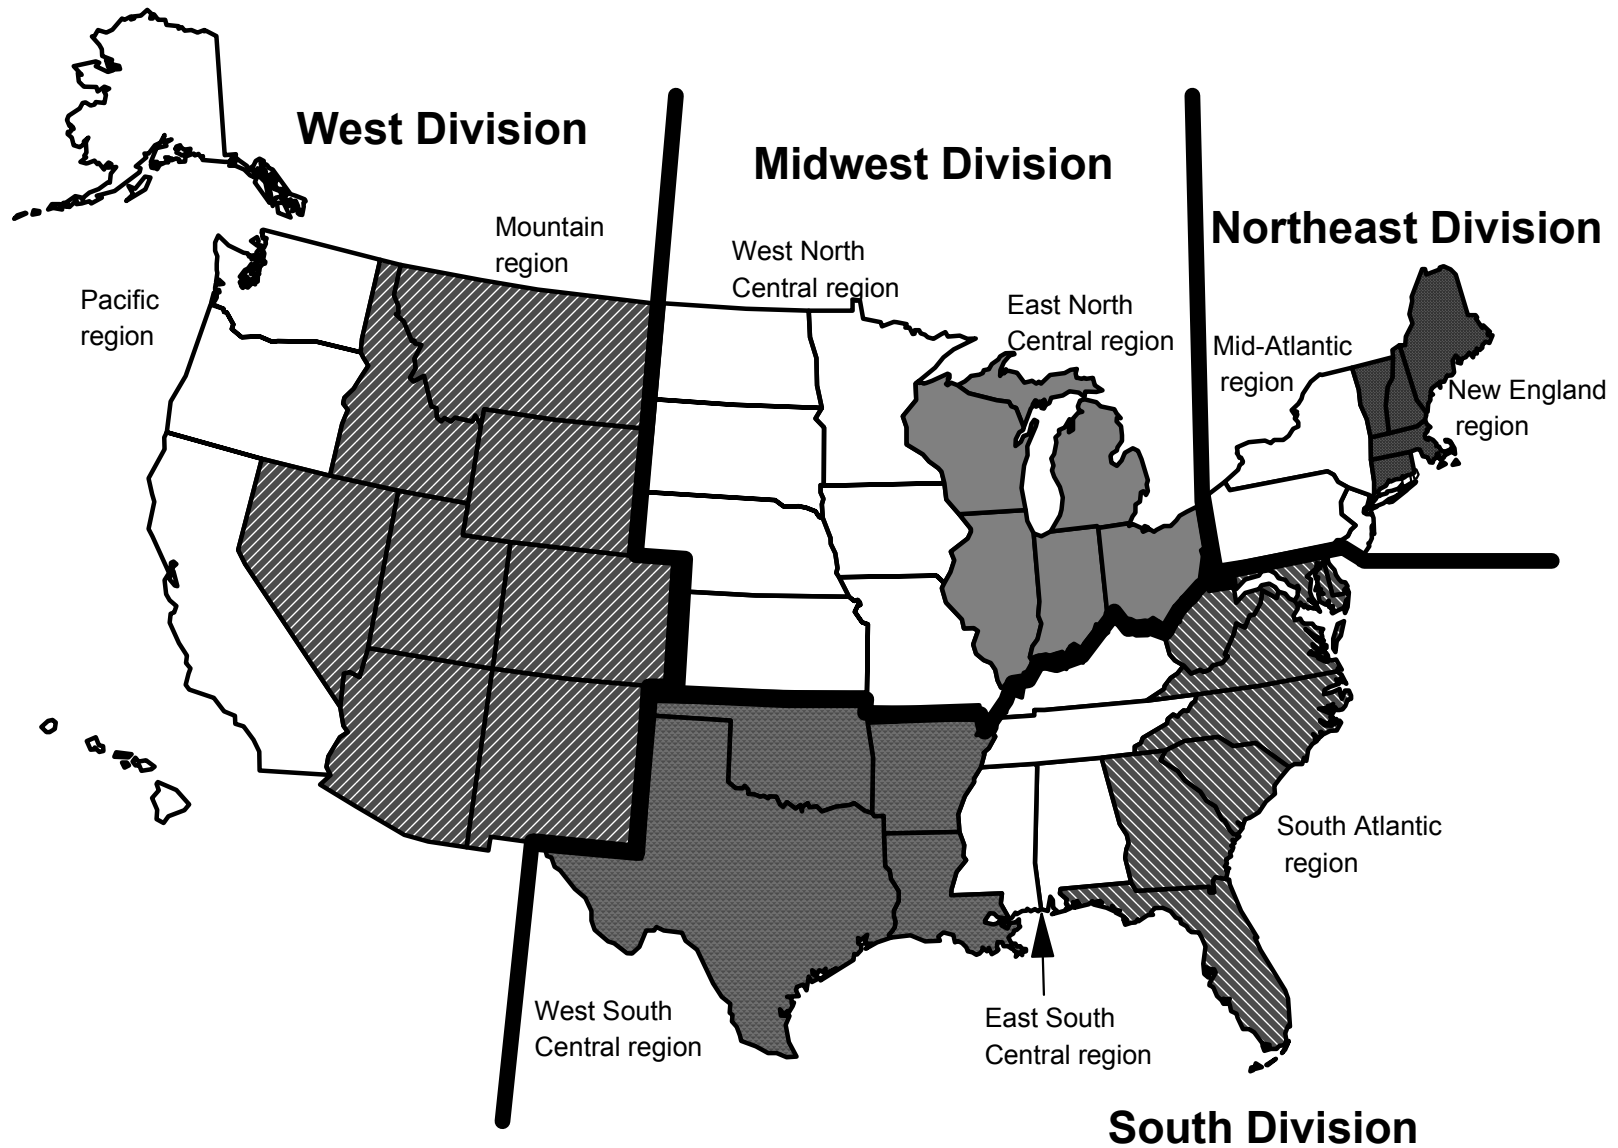 West Division
Midwest Division
Northeast Division
Mountain
region
West North
Central region
Pacific
region
East North
Central region
Mid-Atlantic
region
New England
region
South Atlantic
region
West South
Central region
East South
Central region
South Division